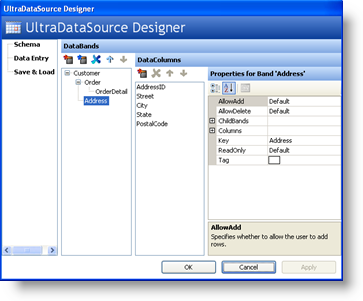 UltraDataSource Designer
UltraDataSource Designer
Schema
Data Entry
Save & Load
DataBands
Customer
Order
OrderDetail
Address
DataColumns
AddressID
Street
City
State
PostalCode
Properties for Band 'Address'
AllowAdd Default
AllowDelete Default
ChildBands
Columns
Key Address
ReadOnly Default
Tag
AllowAdd
Specifies whether to allow the user to add
rows.
OK
Cancel
Apply